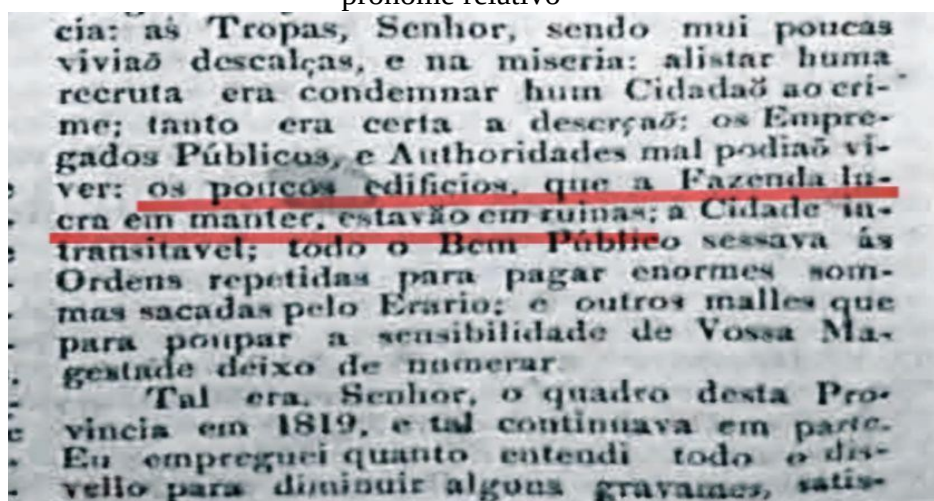 pronome relativo
cia: as Tropas, Senhor, sendo mui poucas
viviaõ descalças, e na miseria: alistar huma
recruta era condemnar hum Cidadaõ ao cri-
me; tanto era certa a deserçaõ: os Empre-
gados Públicos, e Authoridades mal podiaõ vi-
ver: os poucos edificios, que a Fazenda lu-
cra em manter, estavão em ruinas; a Cidade in-
transitavel; todo o Bem Público sessava ás
Ordens repetidas para pagar enormes som-
mas sacadas pelo Erario; e outros malles que
para poupar a sensibilidade de Vossa Ma-
gestade deixo de numerar
Tal era, Senhor, o quadro desta Pro-
vincia em 1819, e tal continuava em parte.
Eu empreguei quanto entendi todo o dis-
vello para diminuir alguns gravames, satis-